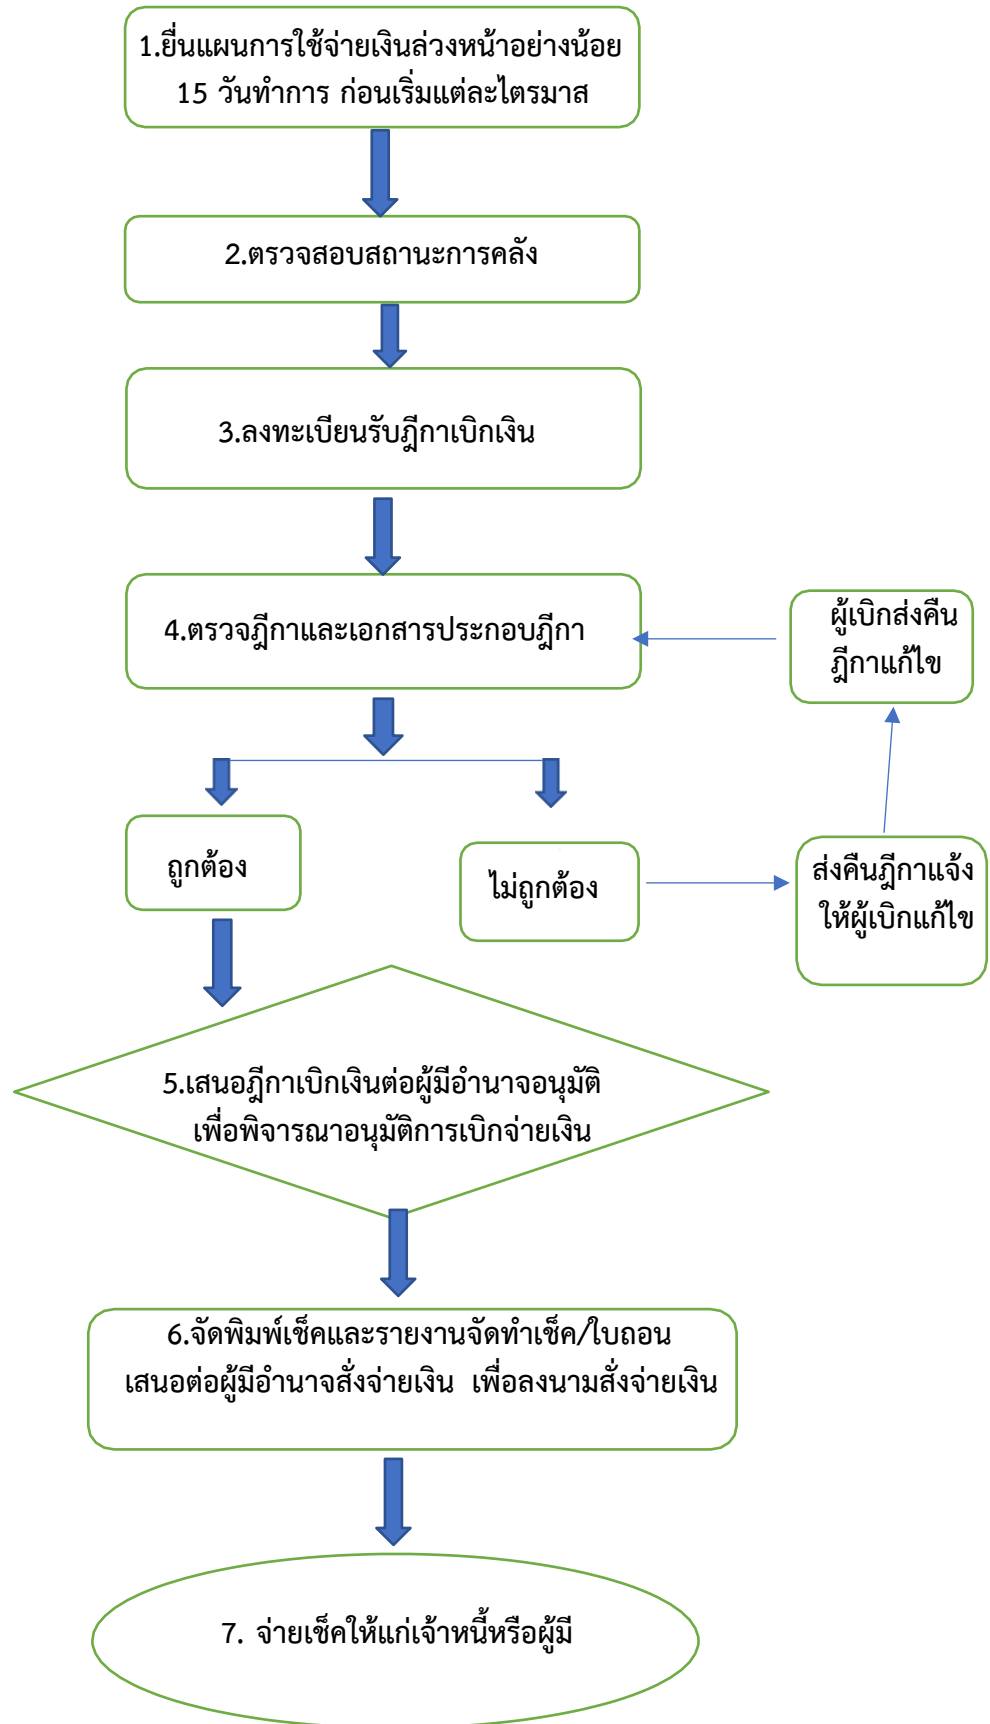 1.ยื่นแผนการใช้จ่ายเงินล่วงหน้าอย่างน้อย
15 วันทำการ ก่อนเริ่มแต่ละไตรมาส
2.ตรวจสอบสถานะการคลัง
3.ลงทะเบียนรับฎีกาเบิกเงิน
4.ตรวจฎีกาและเอกสารประกอบฎีกา
ผู้เบิกส่งคืน
ฎีกาแก้ไข
ถูกต้อง
ไม่ถูกต้อง
ส่งคืนฎีกาแจ้ง
ให้ผู้เบิกแก้ไข
5.เสนอฎีกาเบิกเงินต่อผู้มีอำนาจอนุมัติ
เพื่อพิจารณาอนุมัติการเบิกจ่ายเงิน
6.จัดพิมพ์เช็คและรายงานจัดทำเช็ค/ใบถอน
เสนอต่อผู้มีอำนาจสั่งจ่ายเงิน เพื่อลงนามสั่งจ่ายเงิน
7. จ่ายเช็คให้แก่เจ้าหนี้หรือผู้มี